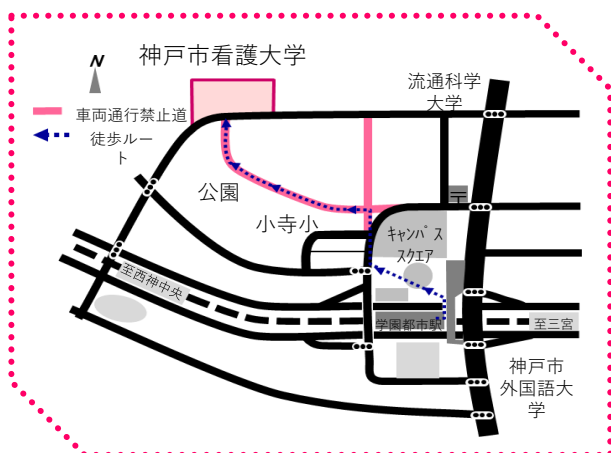 神戸市看護大学
N
車両通行禁止道
徒歩ルー
ト
流通科学
大学
公園
〒
小寺小
ｷｬﾝﾊﾟｽ
スクエア
至西神中央
学園都市駅
至三宮
神戸市
外国語大
学